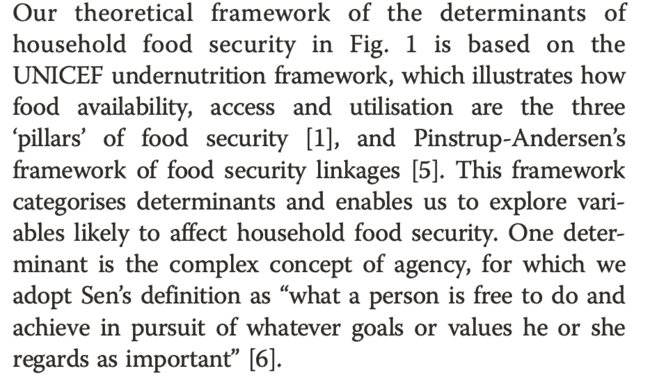 Our theoretical framework of the determinants of
household food security in Fig. 1 is based on the
UNICEF undernutrition framework, which illustrates how
food availability, access and utilisation are the three
‘pillars’ of food security [1], and Pinstrup-Andersen’s
framework of food security linkages [5]. This framework
categorises determinants and enables us to explore vari-
ables likely to affect household food security. One deter-
minant is the complex concept of agency, for which we
adopt Sen’s definition as “what a person is free to do and
achieve in pursuit of whatever goals or values he or she
regards as important” [6].